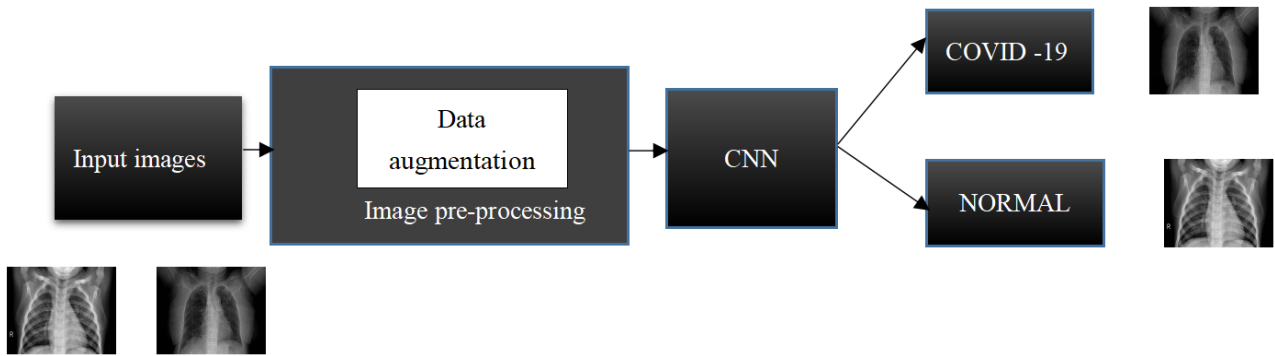 Input images
Data
augmentation
Image pre-processing
CNN
COVID -19
NORMAL
R
R